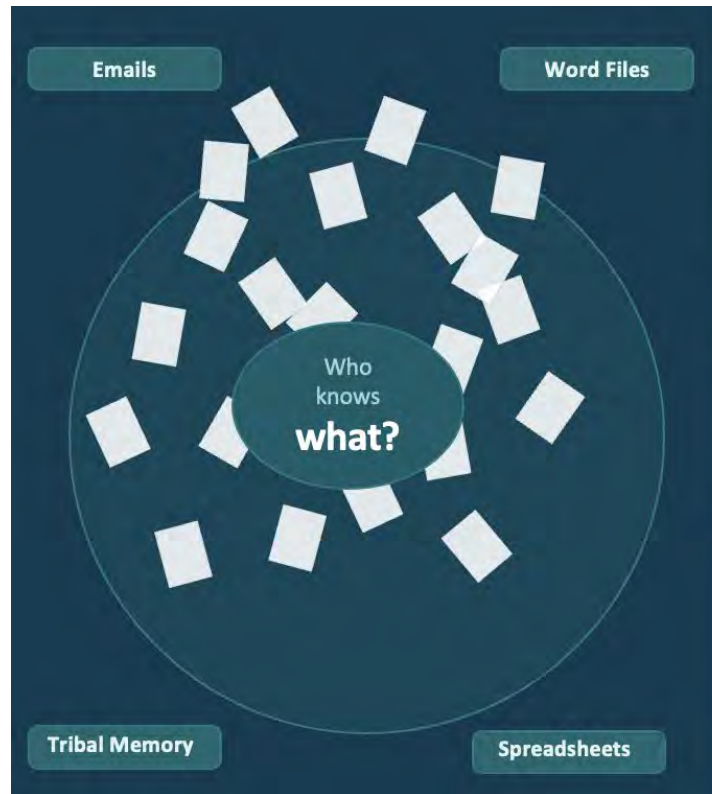 Emails
Word Files
Who
knows
what?
Tribal Memory
Spreadsheets